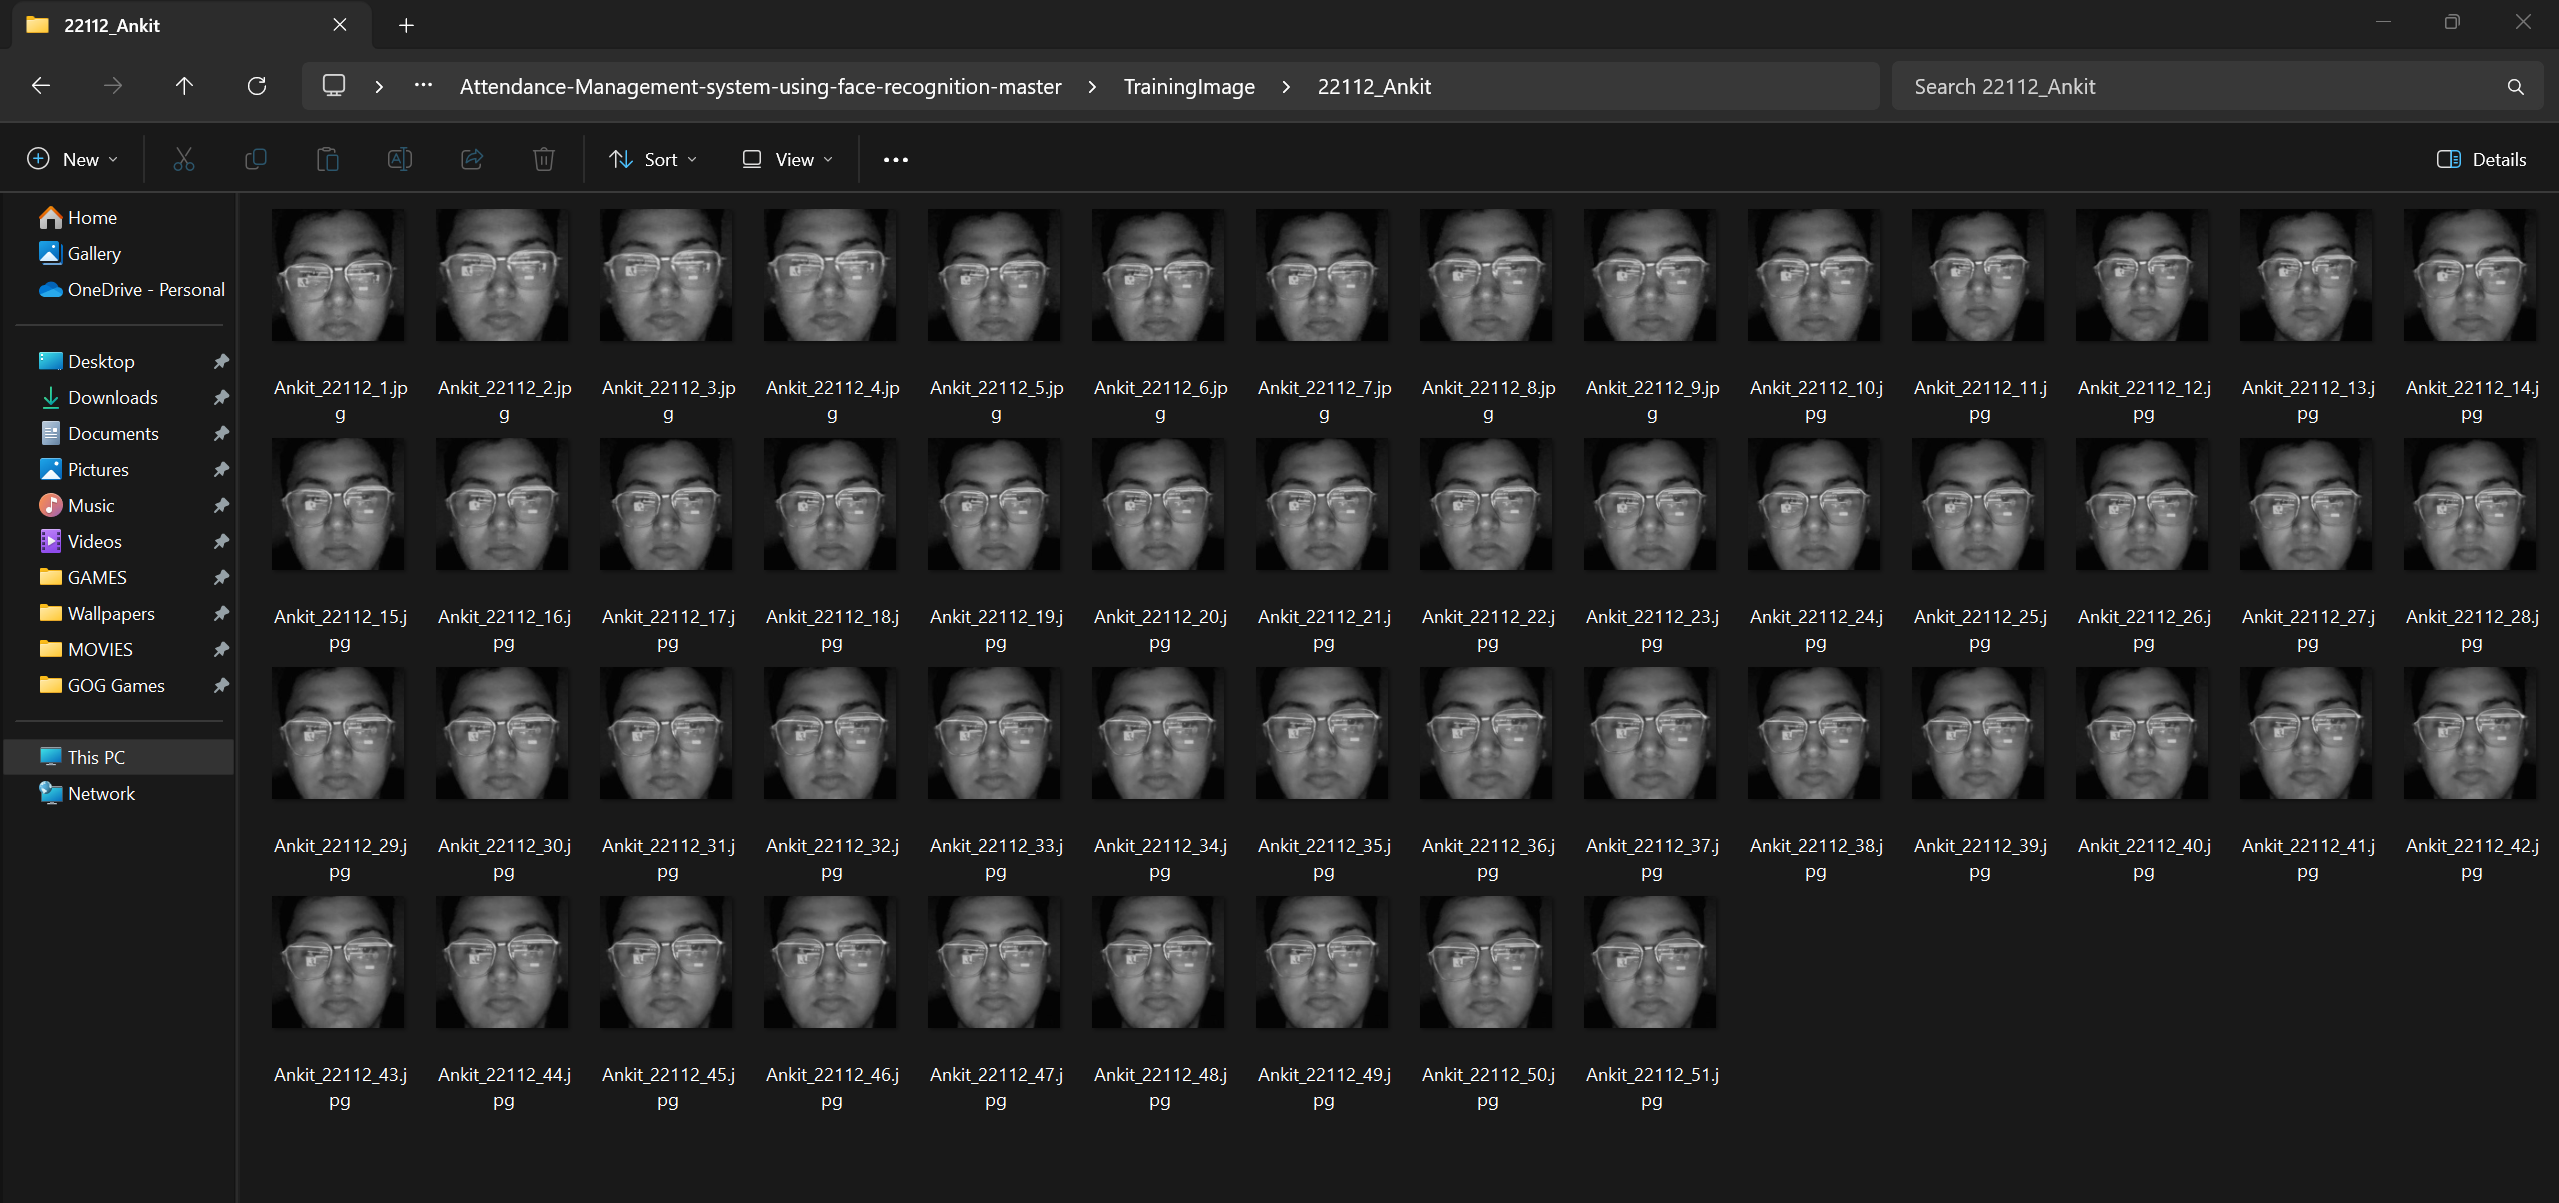 22112_Ankit
Attendance-Management-system-using-face-recognition-master > TrainingImage > 22112_Ankit
Search 22112_Ankit
New
Sort
View
Details
Home
Gallery
OneDrive - Personal
Desktop
Downloads
Documents
Pictures
Music
Videos
GAMES
Wallpapers
MOVIES
GOG Games
This PC
Network
Ankit_22112_1.jpg
Ankit_22112_2.jpg
Ankit_22112_3.jpg
Ankit_22112_4.jpg
Ankit_22112_5.jpg
Ankit_22112_6.jpg
Ankit_22112_7.jpg
Ankit_22112_8.jpg
Ankit_22112_9.jpg
Ankit_22112_10.jpg
Ankit_22112_11.jpg
Ankit_22112_12.jpg
Ankit_22112_13.jpg
Ankit_22112_14.jpg
Ankit_22112_15.jpg
Ankit_22112_16.jpg
Ankit_22112_17.jpg
Ankit_22112_18.jpg
Ankit_22112_19.jpg
Ankit_22112_20.jpg
Ankit_22112_21.jpg
Ankit_22112_22.jpg
Ankit_22112_23.jpg
Ankit_22112_24.jpg
Ankit_22112_25.jpg
Ankit_22112_26.jpg
Ankit_22112_27.jpg
Ankit_22112_28.jpg
Ankit_22112_29.jpg
Ankit_22112_30.jpg
Ankit_22112_31.jpg
Ankit_22112_32.jpg
Ankit_22112_33.jpg
Ankit_22112_34.jpg
Ankit_22112_35.jpg
Ankit_22112_36.jpg
Ankit_22112_37.jpg
Ankit_22112_38.jpg
Ankit_22112_39.jpg
Ankit_22112_40.jpg
Ankit_22112_41.jpg
Ankit_22112_42.jpg
Ankit_22112_43.jpg
Ankit_22112_44.jpg
Ankit_22112_45.jpg
Ankit_22112_46.jpg
Ankit_22112_47.jpg
Ankit_22112_48.jpg
Ankit_22112_49.jpg
Ankit_22112_50.jpg
Ankit_22112_51.jpg